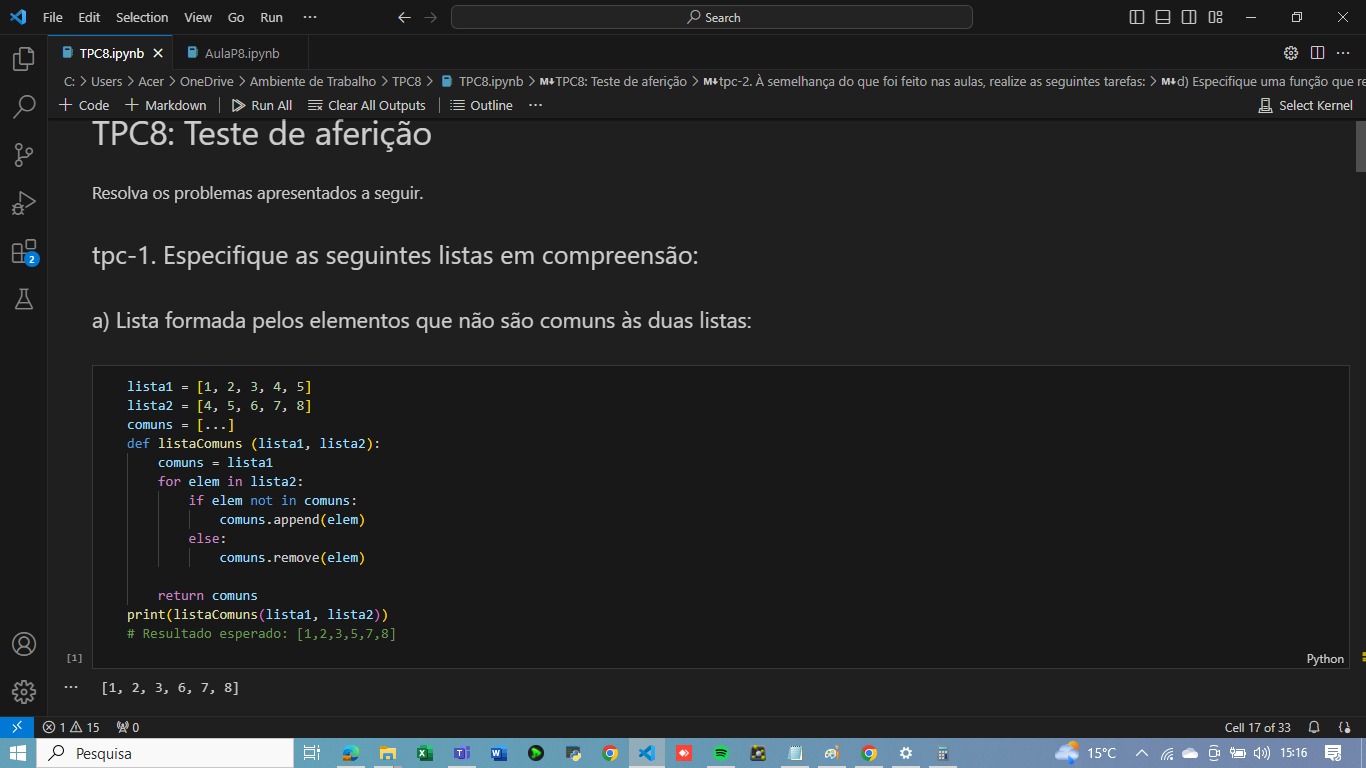 File Edit Selection View Go Run ···
Search
TPC8.ipynb AulaP8.ipynb
C: > Users > Acer > OneDrive > Ambiente de Trabalho > TPC8 > TPC8.ipynb > M↓TPC8: Teste de aferição > M↓tpc-2. À semelhança do que foi feito nas aulas, realize as seguintes tarefas: > M↓d) Especifique uma função que re
+ Code + Markdown | Run All Clear All Outputs | Outline ···
Select Kernel
TPC8: Teste de aferição
Resolva os problemas apresentados a seguir.
tpc-1. Especifique as seguintes listas em compreensão:
a) Lista formada pelos elementos que não são comuns às duas listas:
lista1 = [1, 2, 3, 4, 5]
lista2 = [4, 5, 6, 7, 8]
comuns = [...]
def listaComuns (lista1, lista2):
comuns = lista1
for elem in lista2:
if elem not in comuns:
comuns.append(elem)
else:
comuns.remove(elem)
return comuns
print(listaComuns(lista1, lista2))
# Resultado esperado: [1,2,3,5,7,8]
[1]
Python
··· [1, 2, 3, 6, 7, 8]
2
1 15 0
Cell 17 of 33
Pesquisa
15°C
15:16